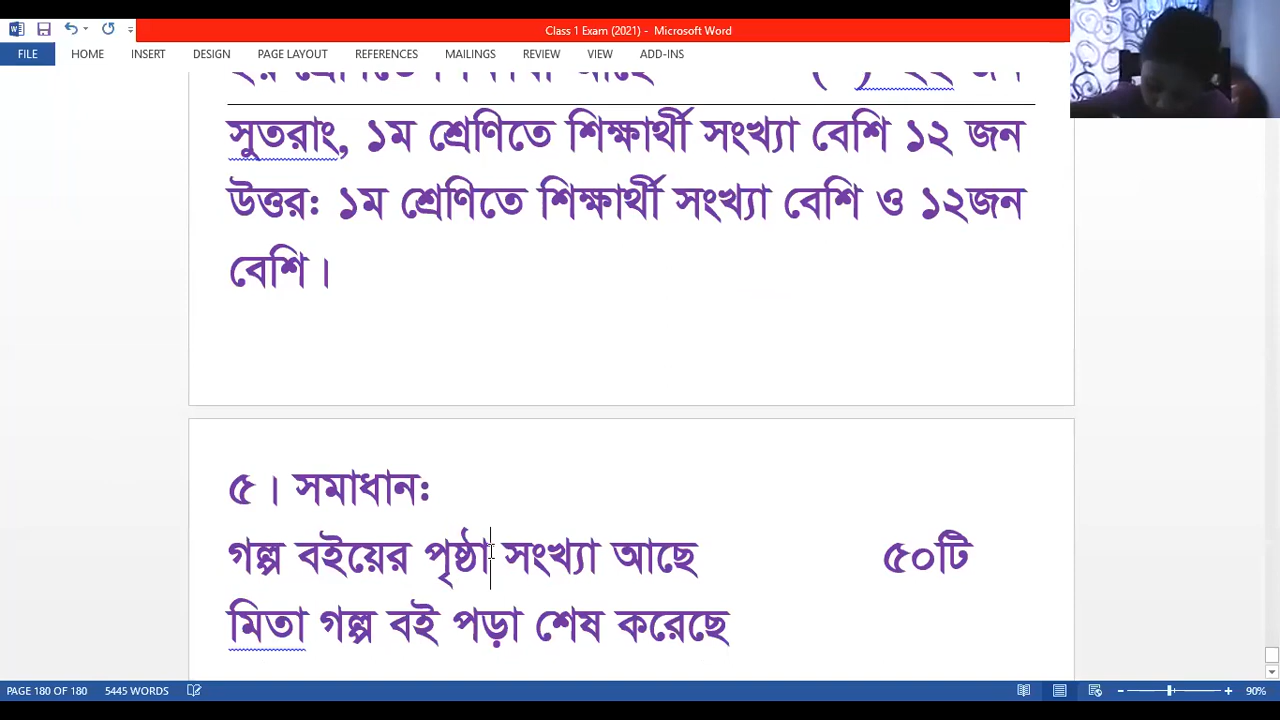 Class 1 Exam (2021) - Microsoft Word
FILE HOME INSERT DESIGN PAGE LAYOUT REFERENCES MAILINGS REVIEW VIEW ADD-INS
সুতরাং, ১ম শ্রেণিতে শিক্ষার্থী সংখ্যা বেশি ১২ জন
উত্তর: ১ম শ্রেণিতে শিক্ষার্থী সংখ্যা বেশি ও ১২জন
বেশি।
৫। সমাধান:
গল্প বইয়ের পৃষ্ঠা সংখ্যা আছে ৫০টি
মিতা গল্প বই পড়া শেষ করেছে
PAGE 180 OF 180 5445 WORDS 90%